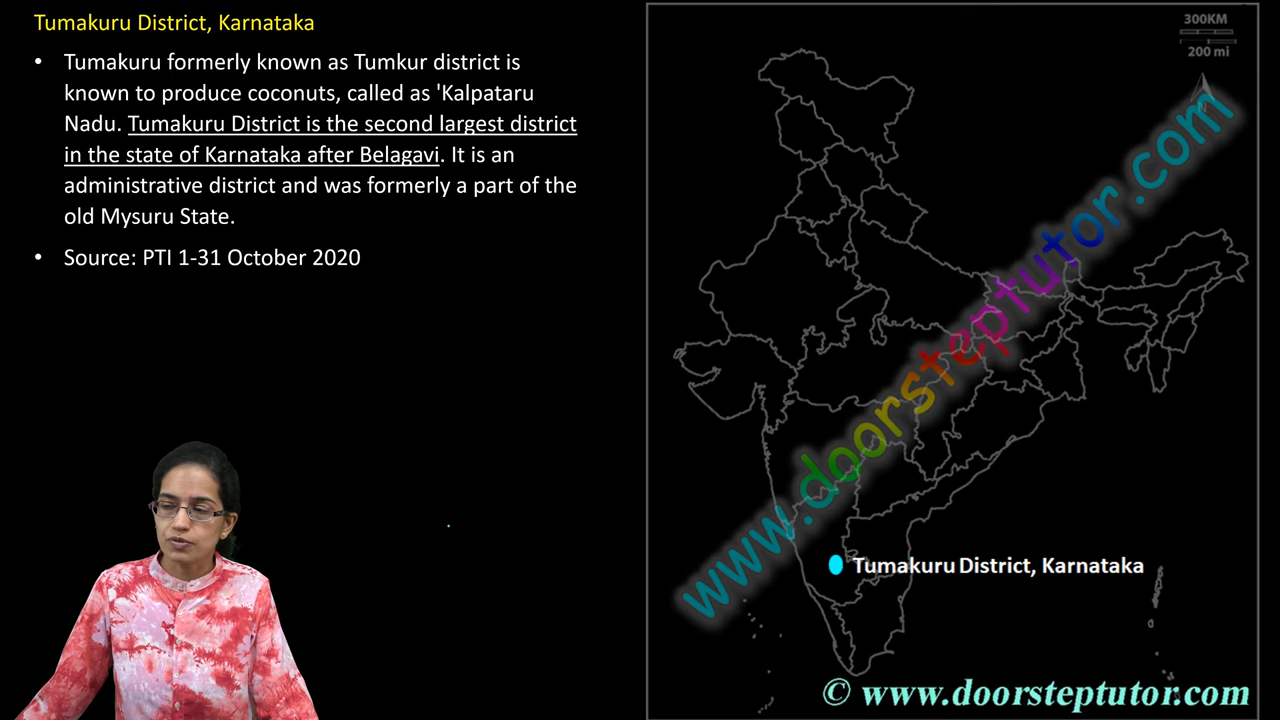 Tumakuru District, Karnataka
• Tumakuru formerly known as Tumkur district is
known to produce coconuts, called as 'Kalpataru
Nadu. Tumakuru District is the second largest district
in the state of Karnataka after Belagavi. It is an
administrative district and was formerly a part of the
old Mysuru State.
• Source: PTI 1-31 October 2020
300KM
200 mi
www.doorsteptutor.com
Tumakuru District, Karnataka
© www.doorsteptutor.com